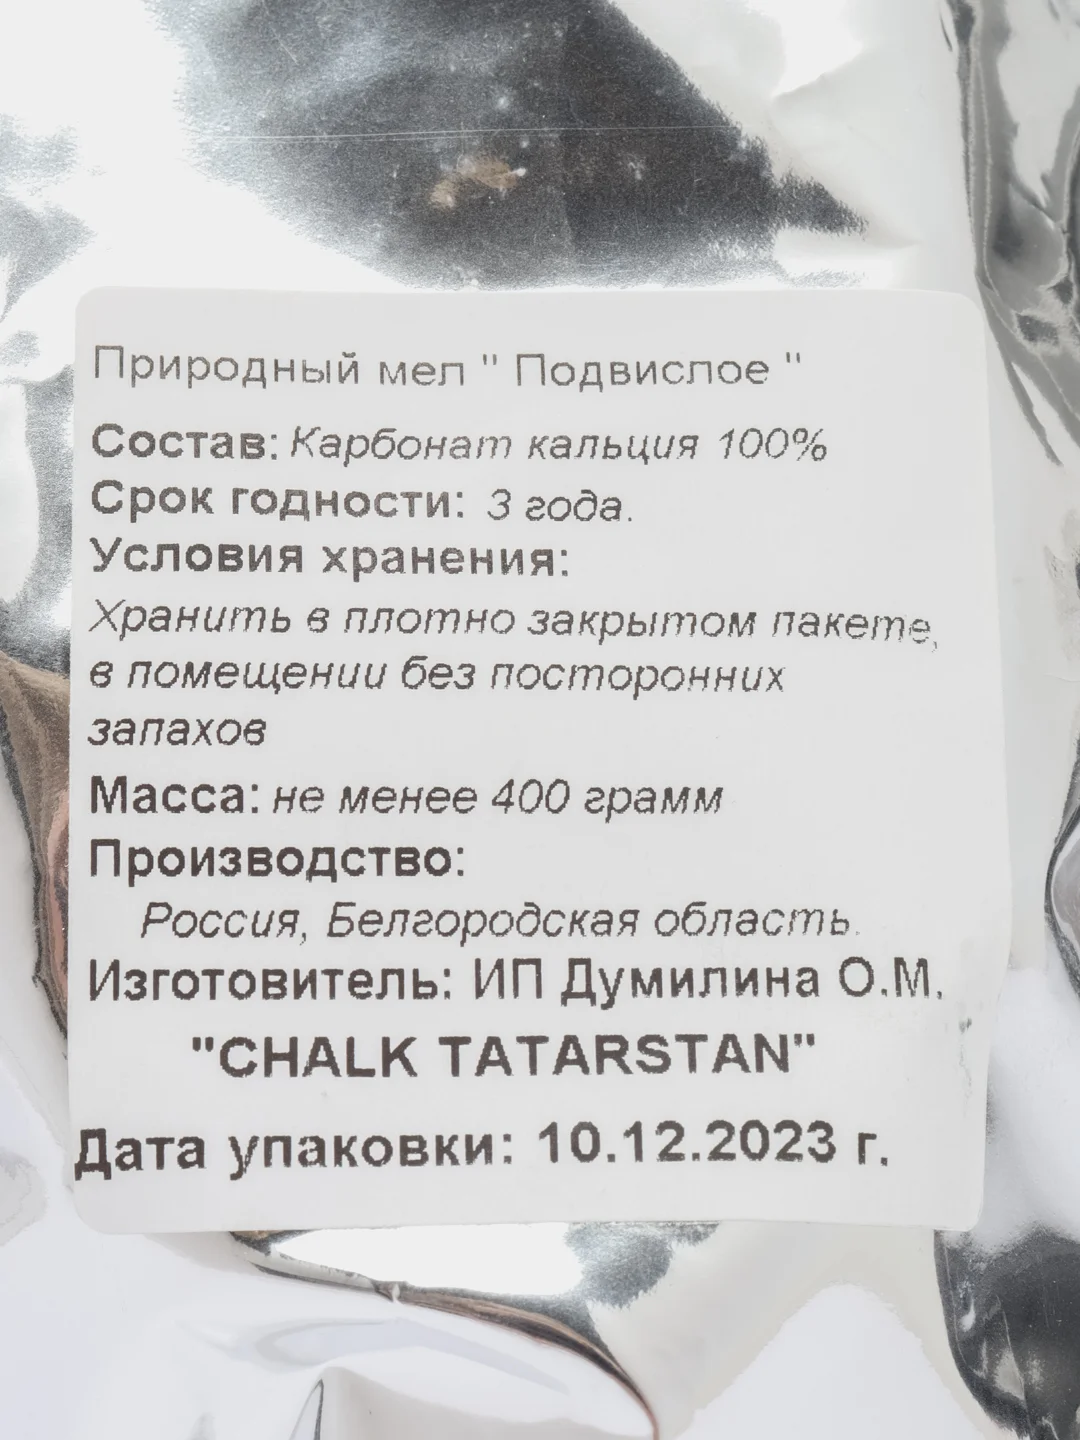 Природный мел " Подвислое "
Состав: Карбонат кальция 100%
Срок годности: 3 года.
Условия хранения:
Хранить в плотно закрытом пакете,
в помещении без посторонних
запахов
Масса: не менее 400 грамм
Производство:
Россия, Белгородская область.
Изготовитель: ИП Думилина О.М.
"CHALK TATARSTAN"
Дата упаковки: 10.12.2023 г.